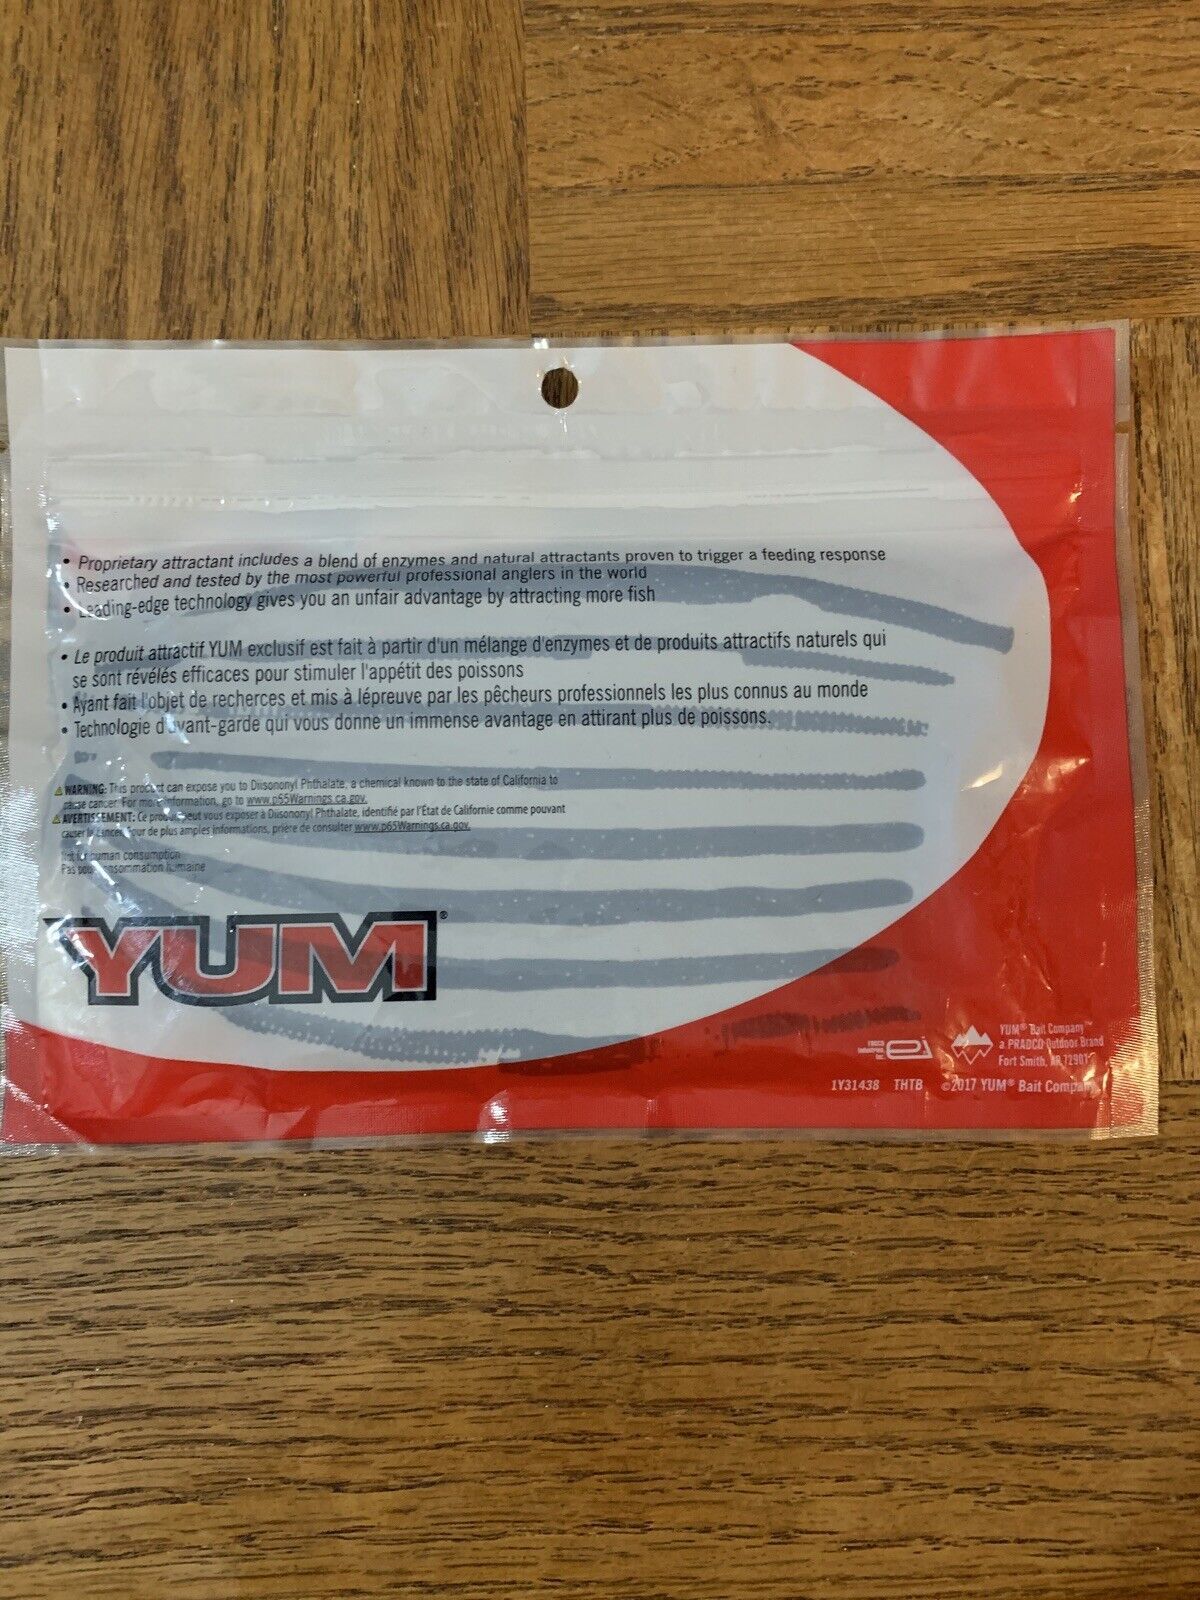 • Proprietary attractant includes a blend of enzymes and natural attractants proven to trigger a feeding response
• Researched and tested by the most powerful professional anglers in the world
• Leading-edge technology gives you an unfair advantage by attracting more fish
• Le produit attractif YUM exclusif est fait à partir d'un mélange d'enzymes et de produits attractifs naturels qui
se sont révélés efficaces pour stimuler l'appétit des poissons
• Ayant fait l'objet de recherces et mis à lépreuve par les pêcheurs professionnels les plus connus au monde
• Technologie d'avant-garde qui vous donne un immense avantage en attirant plus de poissons.
⚠ WARNING: This product can expose you to Diisononyl Phthalate, a chemical known to the state of California to
cause cancer. For more information, go to www.p65Warnings.ca.gov.
⚠ AVERTISSEMENT: Ce produit peut vous exposer à Diisononyl Phthalate, identifié par l'Etat de Californie comme pouvant
causer le cancer. Pour de plus amples informations, prière de consulter www.p65Warnings.ca.gov.
Not for human consumption
Pas pour consommation humaine
YUM®
ei
YUM® Bait Company™
a PRADCO Outdoor Brand
Fort Smith, AR 72901
1Y31438 THTB ©2017 YUM® Bait Company